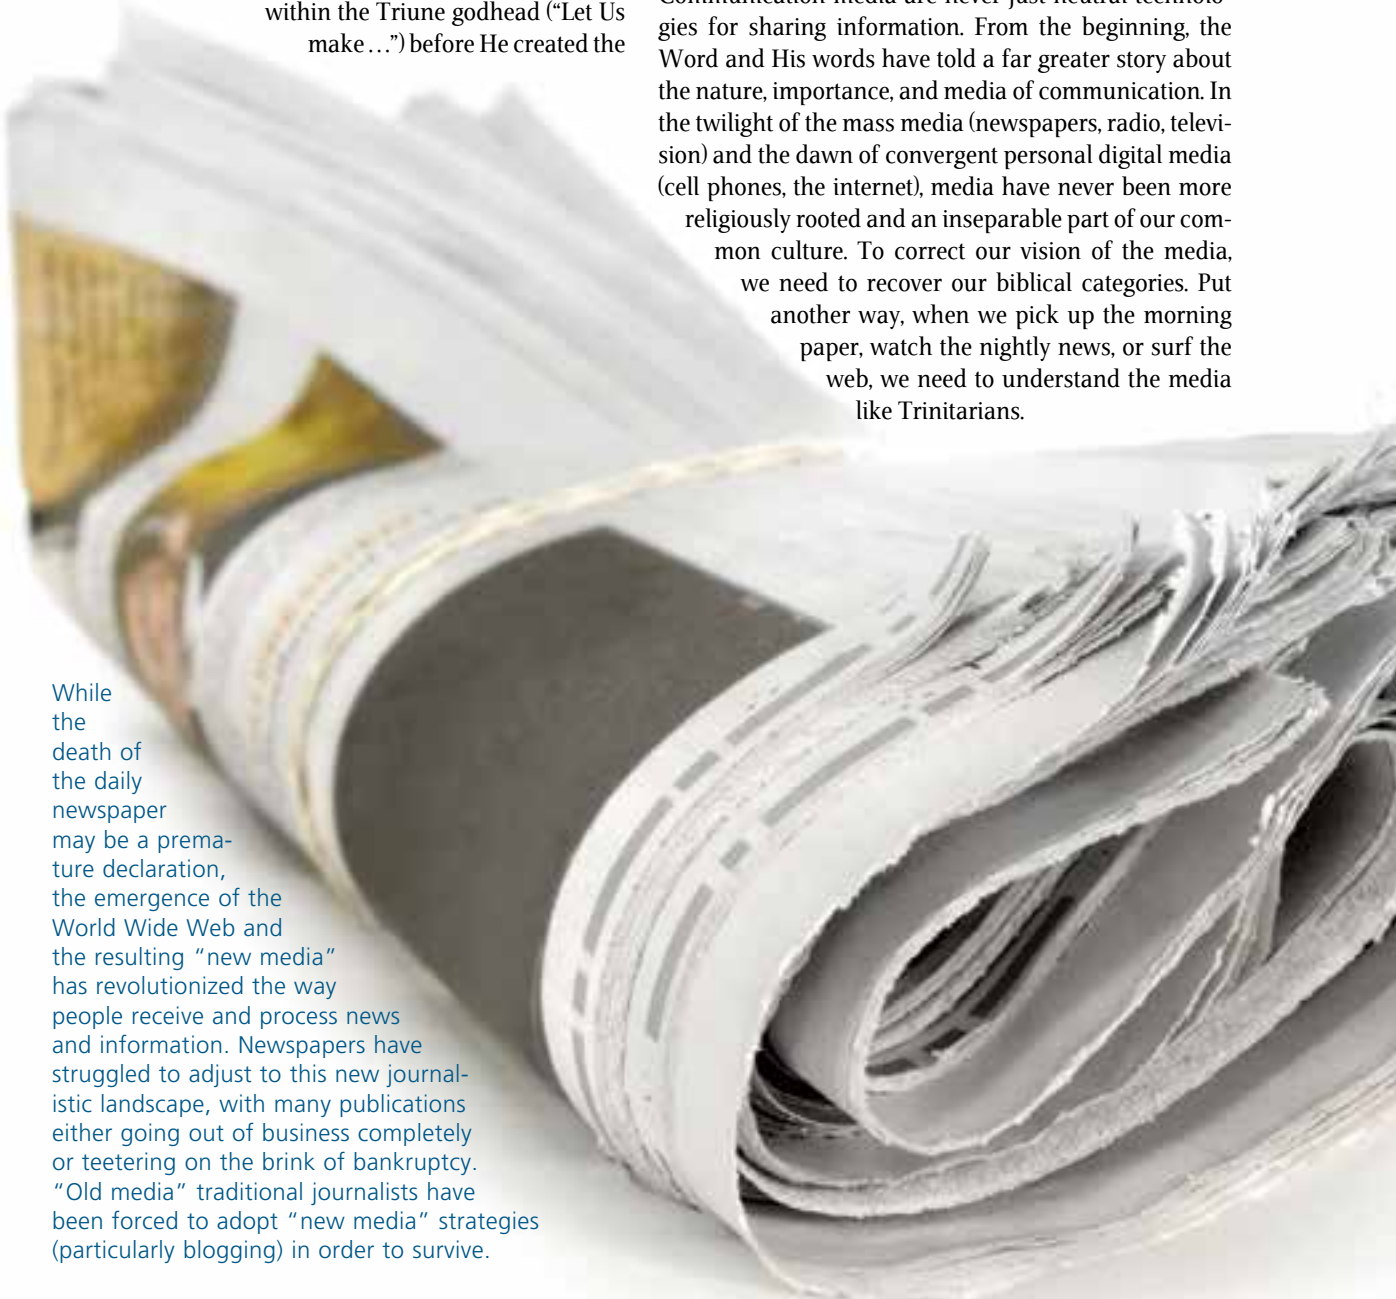 within the Triune godhead (“Let Us
make …”) before He created the
Communication media are never just neutral technolo-
gies for sharing information. From the beginning, the
Word and His words have told a far greater story about
the nature, importance, and media of communication. In
the twilight of the mass media (newspapers, radio, televi-
sion) and the dawn of convergent personal digital media
(cell phones, the internet), media have never been more
religiously rooted and an inseparable part of our com-
mon culture. To correct our vision of the media,
we need to recover our biblical categories. Put
another way, when we pick up the morning
paper, watch the nightly news, or surf the
web, we need to understand the media
like Trinitarians.
While
the
death of
the daily
newspaper
may be a prema-
ture declaration,
the emergence of the
World Wide Web and
the resulting “new media”
has revolutionized the way
people receive and process news
and information. Newspapers have
struggled to adjust to this new journal-
istic landscape, with many publications
either going out of business completely
or teetering on the brink of bankruptcy.
“Old media” traditional journalists have
been forced to adopt “new media” strategies
(particularly blogging) in order to survive.